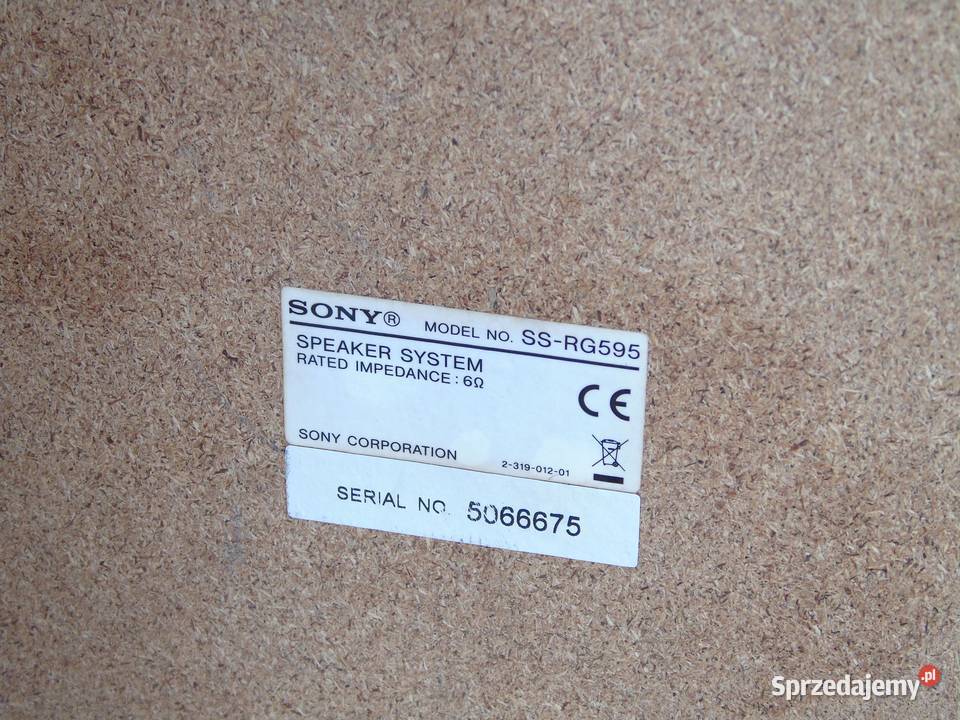 SONY® MODEL NO. SS-RG595
SPEAKER SYSTEM
RATED IMPEDANCE : 6Ω
CE
SONY CORPORATION 2-319-012-01
SERIAL NO. 5066675
Sprzedajemy.pl